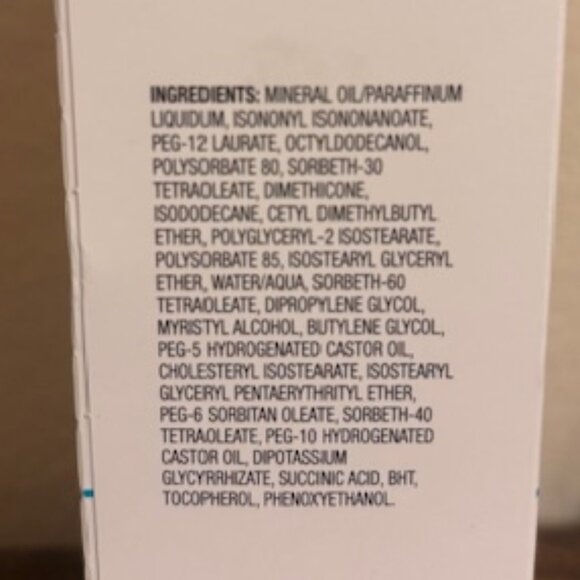 INGREDIENTS: MINERAL OIL/PARAFFINUM
LIQUIDUM, ISONONYL ISONONANOATE,
PEG-12 LAURATE, OCTYLDODECANOL,
POLYSORBATE 80, SORBETH-30
TETRAOLEATE, DIMETHICONE,
ISODODECANE, CETYL DIMETHYLBUTYL
ETHER, POLYGLYCERYL-2 ISOSTEARATE,
POLYSORBATE 85, ISOSTEARYL GLYCERYL
ETHER, WATER/AQUA, SORBETH-60
TETRAOLEATE, DIPROPYLENE GLYCOL,
MYRISTYL ALCOHOL, BUTYLENE GLYCOL,
PEG-5 HYDROGENATED CASTOR OIL,
CHOLESTERYL ISOSTEARATE, ISOSTEARYL
GLYCERYL PENTAERYTHRITYL ETHER,
PEG-6 SORBITAN OLEATE, SORBETH-40
TETRAOLEATE, PEG-10 HYDROGENATED
CASTOR OIL, DIPOTASSIUM
GLYCYRRHIZATE, SUCCINIC ACID, BHT,
TOCOPHEROL, PHENOXYETHANOL.